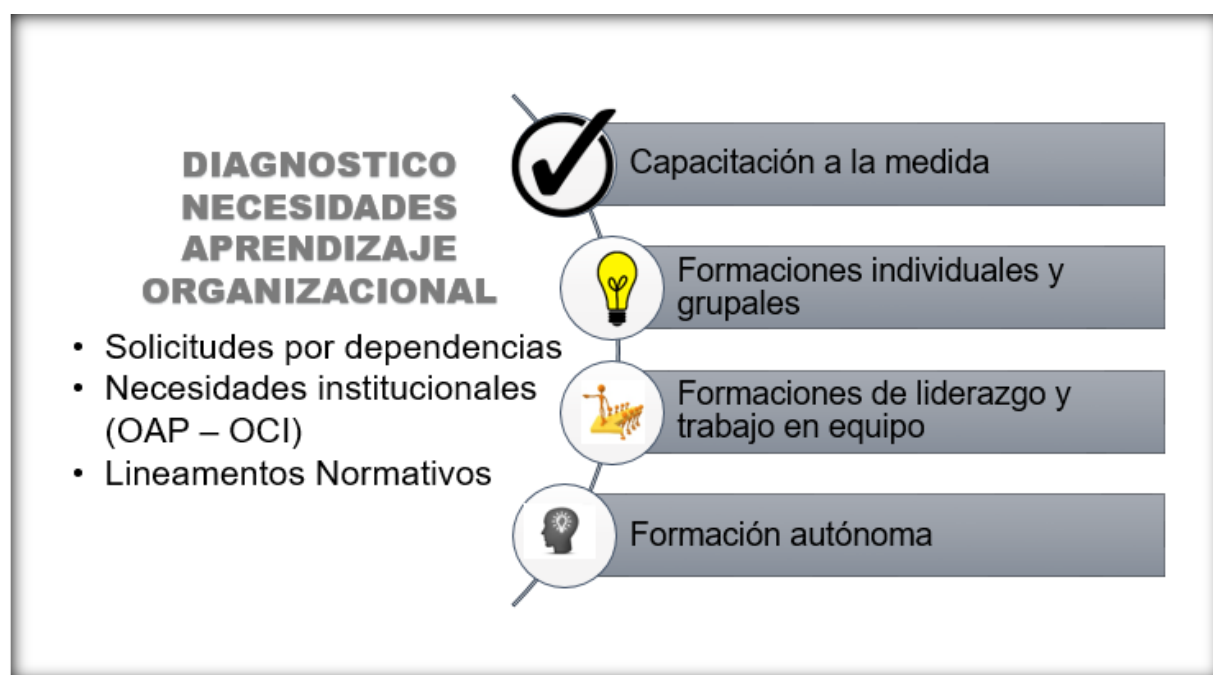 DIAGNOSTICO
NECESIDADES
APRENDIZAJE
ORGANIZACIONAL
• Solicitudes por dependencias
• Necesidades institucionales
(OAP – OCI)
• Lineamentos Normativos
Capacitación a la medida
Formaciones individuales y
grupales
Formaciones de liderazgo y
trabajo en equipo
Formación autónoma